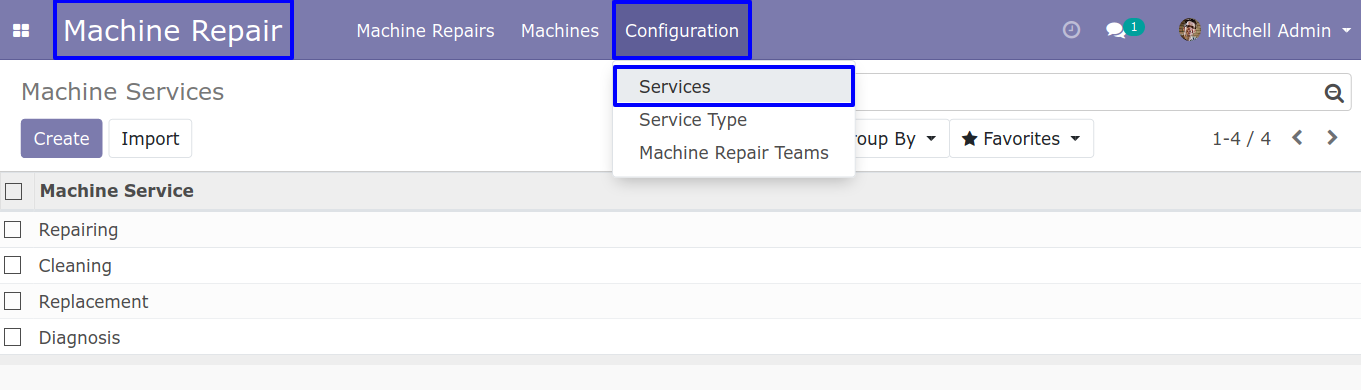 Machine Repair Machine Repairs Machines Configuration 1 Mitchell Admin
Machine Services
Services
Service Type
Machine Repair Teams
Create Import roup By Favorites 1-4 / 4
Machine Service
Repairing
Cleaning
Replacement
Diagnosis